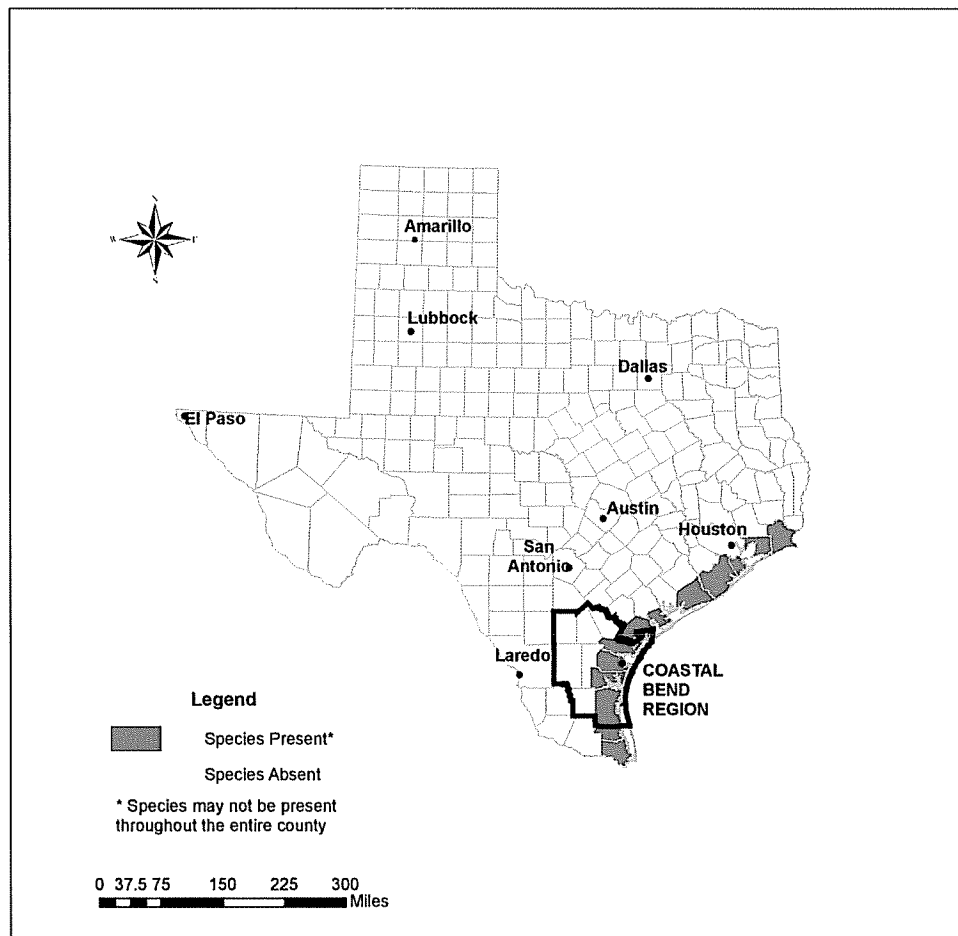 N
W
S
Amarillo
Lubbock
Dallas
El Paso
Austin
Houston
San
Antonio
Laredo
COASTAL
BEND
REGION
Legend
Species Present*
Species Absent
* Species may not be present
throughout the entire county
0 37.5 75 150 225 300
Miles